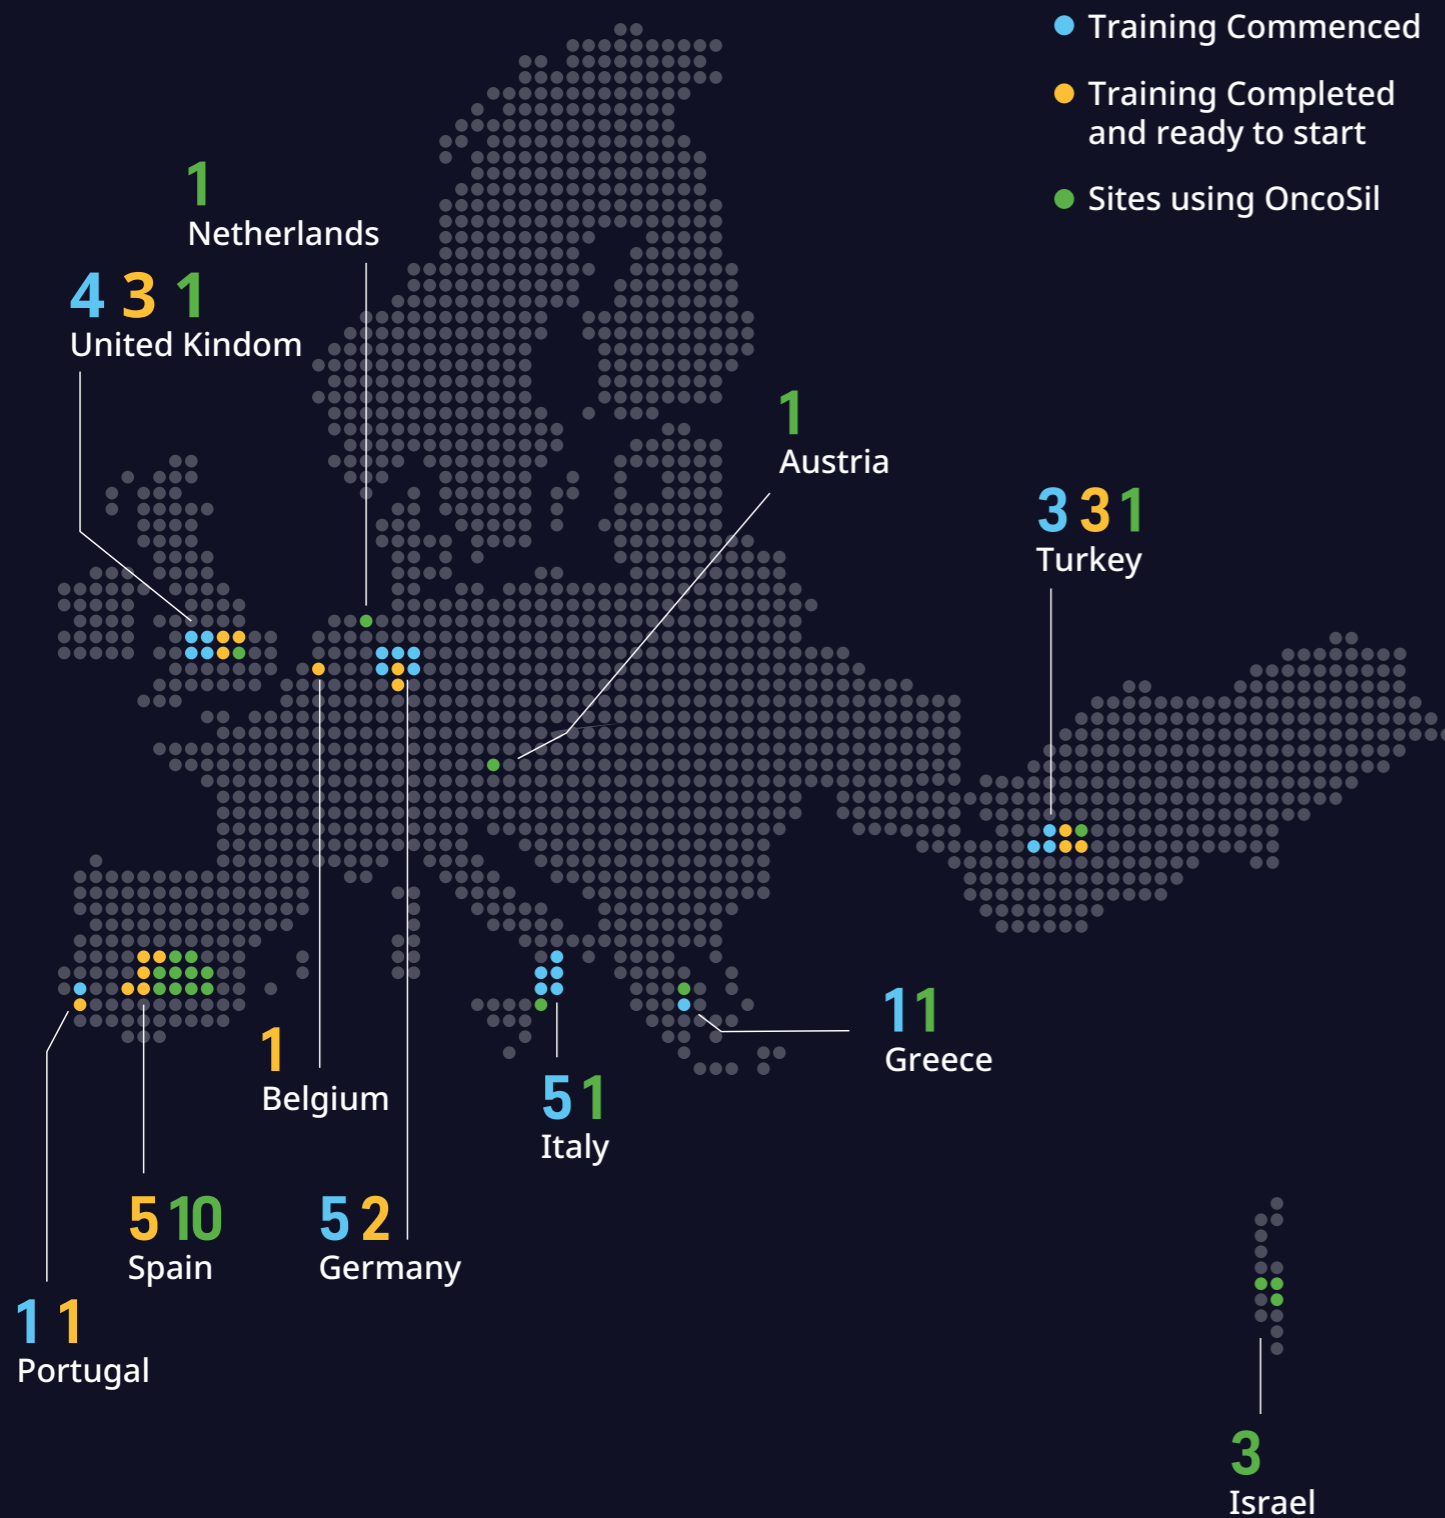 Training Commenced
Training Completed
and ready to start
Sites using OncoSil
1
Netherlands
4 3 1
United Kindom
1
Austria
3 3 1
Turkey
1 1
Greece
1
Belgium
5 1
Italy
5 10
Spain
5 2
Germany
1 1
Portugal
3
Israel